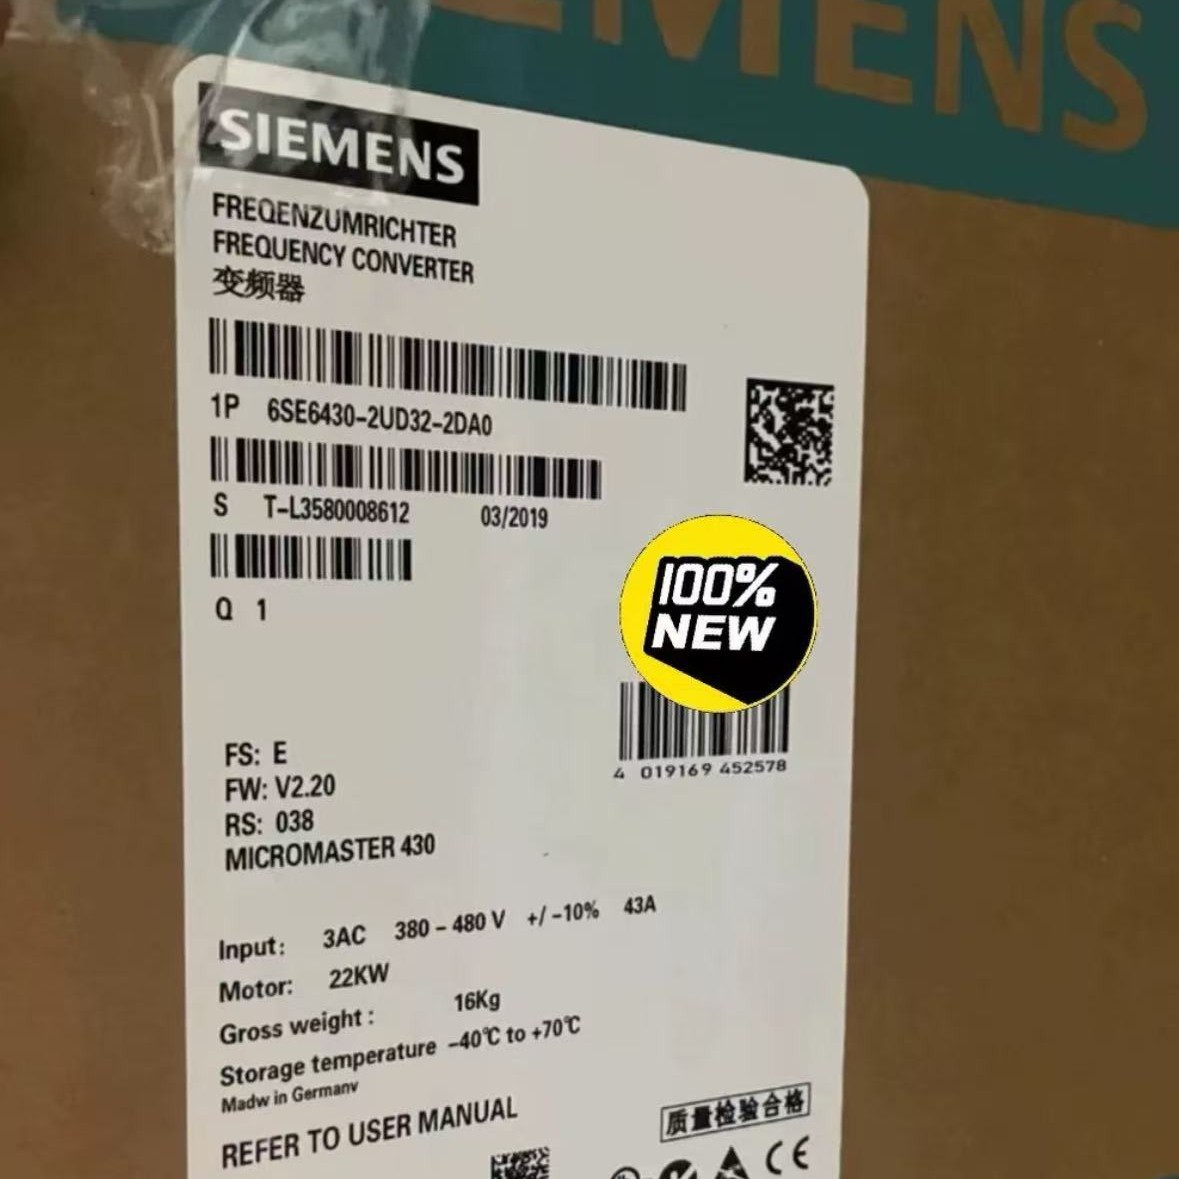 SIEMENS
SIEMENS
FREQENZUMRICHTER
FREQUENCY CONVERTER
变频器
1P 6SE6430-2UD32-2DA0
S T-L3580008612 03/2019
Q 1
100%
NEW
4 019169 452578
FS: E
FW: V2.20
RS: 038
MICROMASTER 430
Input: 3AC 380-480 V +/-10% 43A
Motor: 22KW
Gross weight: 16Kg
Storage temperature -40℃ to +70℃
Madw in Germanv
REFER TO USER MANUAL
质量检验合格
CE